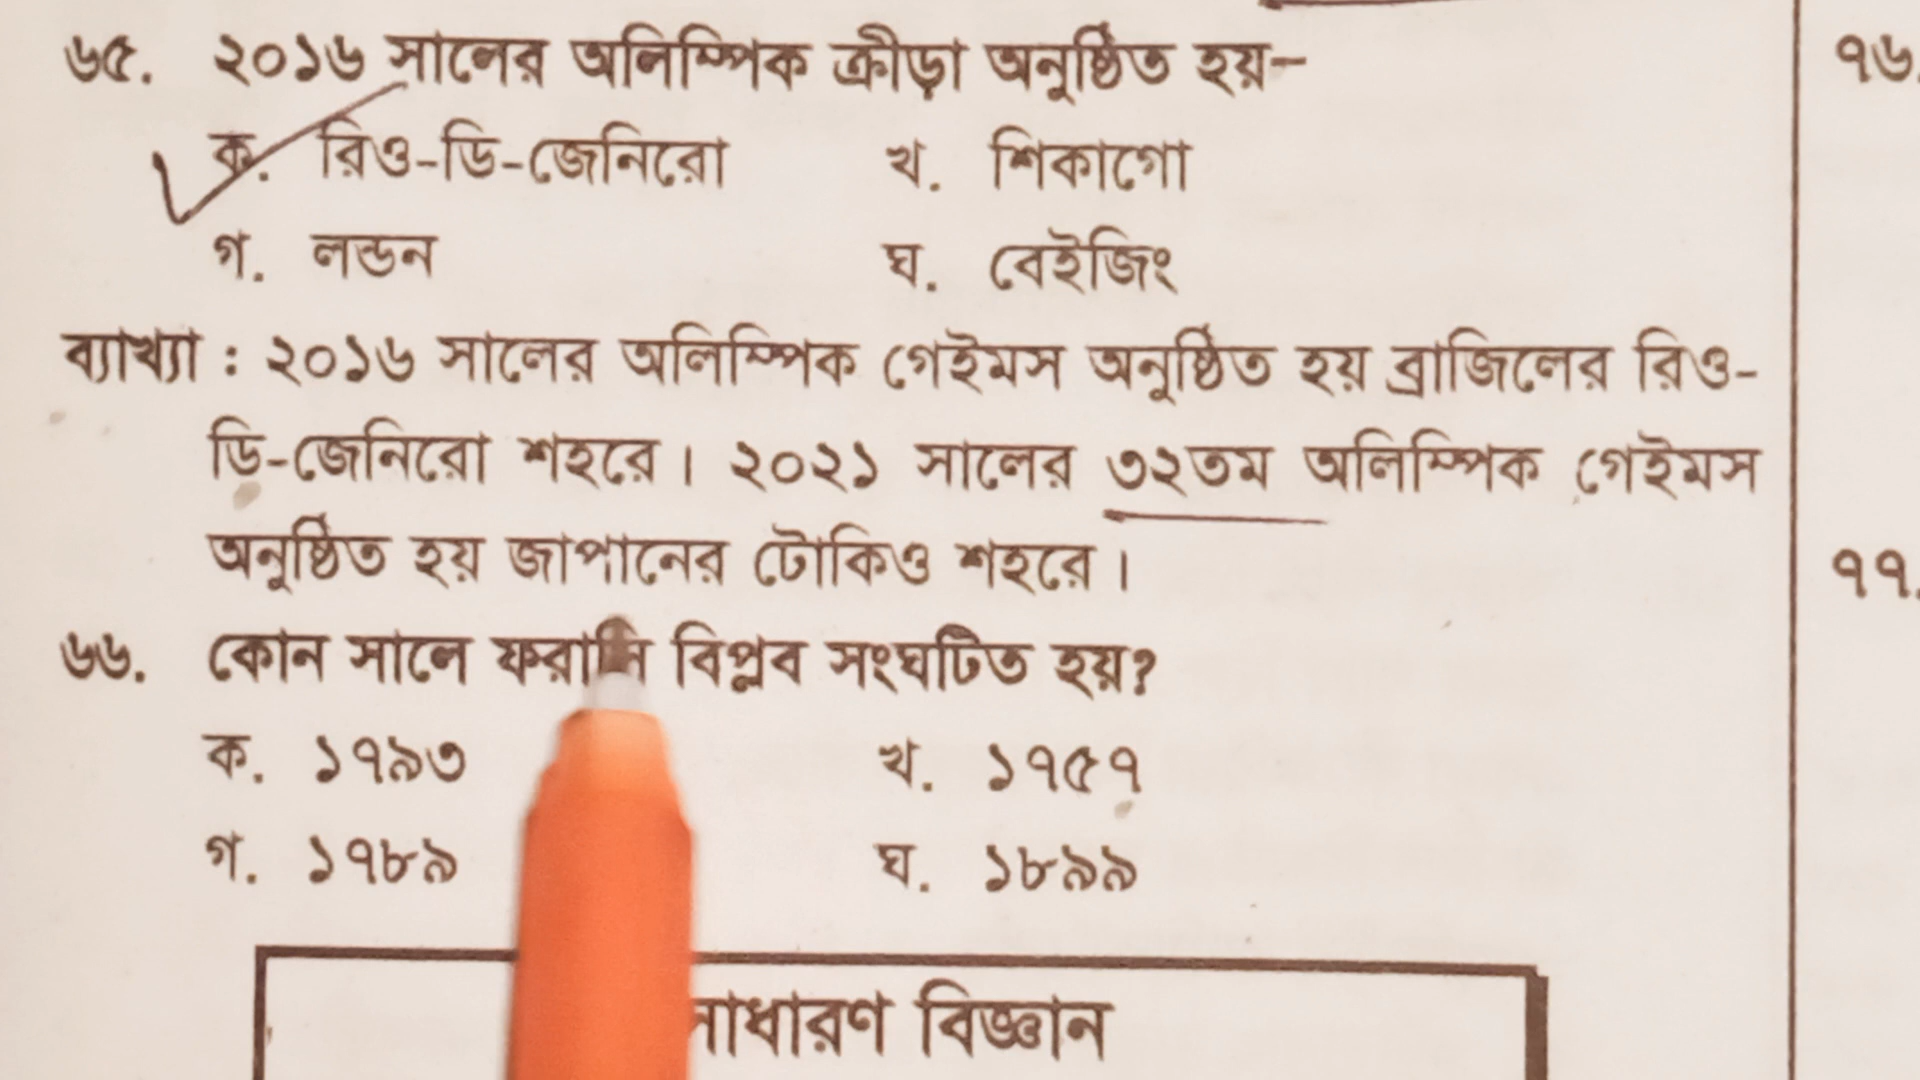 ৬৫. ২০১৬ সালের অলিম্পিক ক্রীড়া অনুষ্ঠিত হয়–
ক. রিও-ডি-জেনিরো খ. শিকাগো
গ. লন্ডন ঘ. বেইজিং
ব্যাখ্যা : ২০১৬ সালের অলিম্পিক গেইমস অনুষ্ঠিত হয় ব্রাজিলের রিও-
ডি-জেনিরো শহরে। ২০২১ সালের ৩২তম অলিম্পিক গেইমস
অনুষ্ঠিত হয় জাপানের টোকিও শহরে।
৬৬. কোন সালে ফরাসি বিপ্লব সংঘটিত হয়?
ক. ১৭৯৩ খ. ১৭৫৭
গ. ১৭৮৯ ঘ. ১৮৯৯
সাধারণ বিজ্ঞান
৭৬.
৭৭.